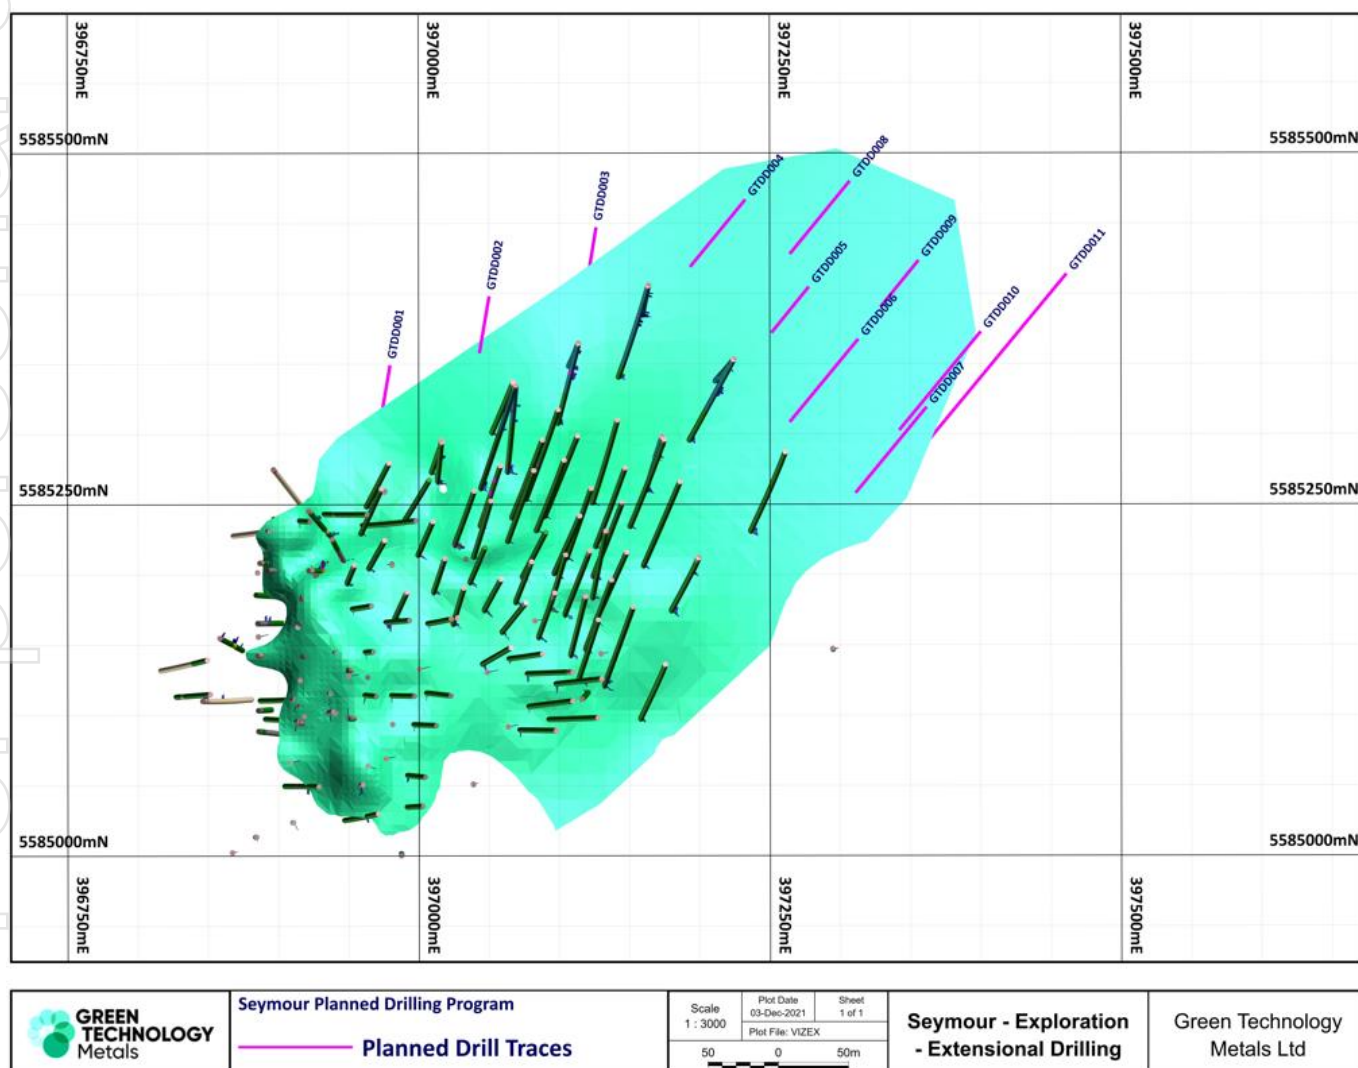 396750mE
397000mE
397250mE
397500mE
5585500mN
5585500mN
GTDD008
GTDD004
GTDD003
GTDD009
GTDD011
GTDD002
GTDD005
GTDD010
GTDD006
GTDD001
GTDD007
5585250mN
5585250mN
5585000mN
5585000mN
396750mE
397000mE
397250mE
397500mE
GREEN
TECHNOLOGY
Metals
Seymour Planned Drilling Program
Planned Drill Traces
Scale
1 : 3000
Plot Date
03-Dec-2021
Sheet
1 of 1
Plot File: VIZEX
50 0 50m
Seymour - Exploration
- Extensional Drilling
Green Technology
Metals Ltd